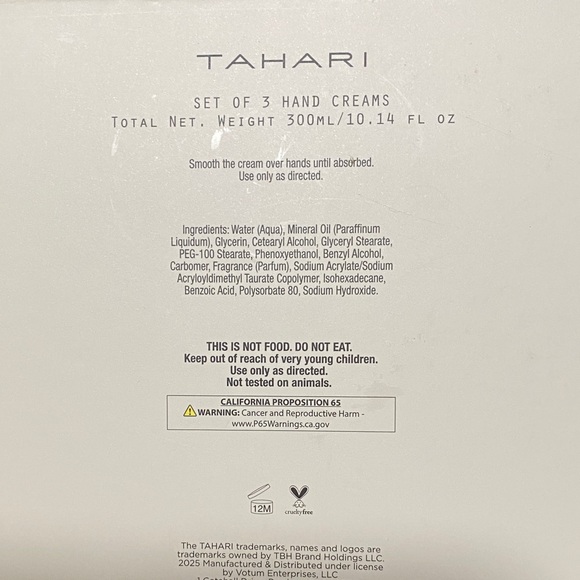 TAHARI
SET OF 3 HAND CREAMS
TOTAL NET. WEIGHT 300ML/10.14 FL OZ
Smooth the cream over hands until absorbed.
Use only as directed.
Ingredients: Water (Aqua), Mineral Oil (Paraffinum
Liquidum), Glycerin, Cetearyl Alcohol, Glyceryl Stearate,
PEG-100 Stearate, Phenoxyethanol, Benzyl Alcohol,
Carbomer, Fragrance (Parfum), Sodium Acrylate/Sodium
Acryloyldimethyl Taurate Copolymer, Isohexadecane,
Benzoic Acid, Polysorbate 80, Sodium Hydroxide.
THIS IS NOT FOOD. DO NOT EAT.
Keep out of reach of very young children.
Use only as directed.
Not tested on animals.
CALIFORNIA PROPOSITION 65
WARNING: Cancer and Reproductive Harm -
www.P65Warnings.ca.gov
12M
crueltyfree
The TAHARI trademarks, names and logos are
trademarks owned by TBH Brand Holdings LLC.
2025 Manufactured & Distributed under license
by Votum Enterprises, LLC